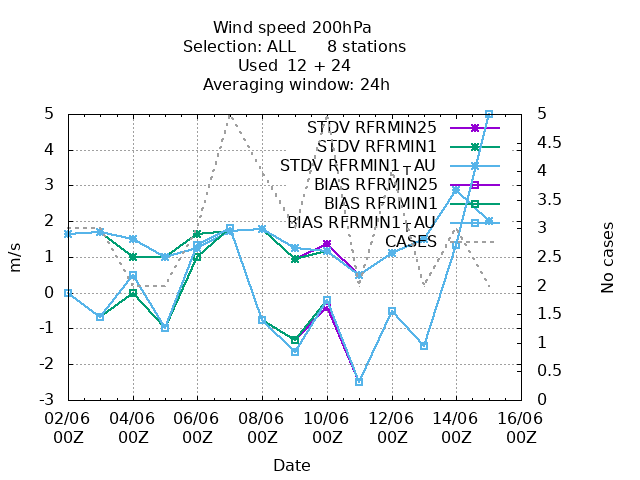 Wind speed 200hPa
Selection: ALL 8 stations
Used 12 + 24
Averaging window: 24h
STDV RFRMIN25
STDV RFRMIN1
STDV RFRMIN1+AU
BIAS RFRMIN25
BIAS RFRMIN1
BIAS RFRMIN1+AU
CASES
5
4
3
2
1
0
-1
-2
-3
m/s
5
4.5
4
3.5
3
2.5
2
1.5
1
0.5
0
No cases
02/06 04/06 06/06 08/06 10/06 12/06 14/06 16/06
00Z 00Z 00Z 00Z 00Z 00Z 00Z 00Z
Date